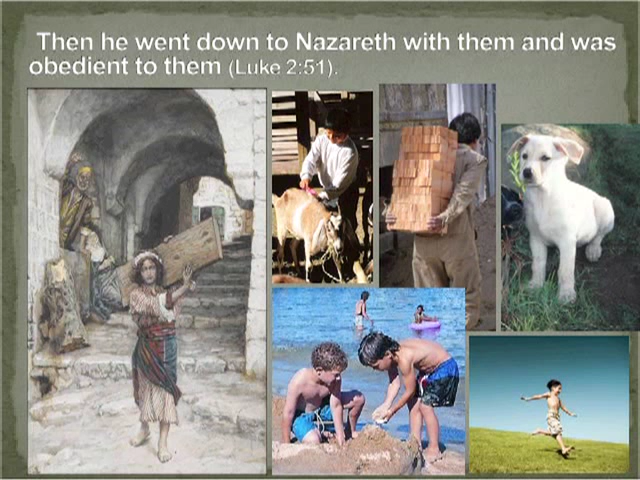 Then he went down to Nazareth with them and was
obedient to them (Luke 2:51).